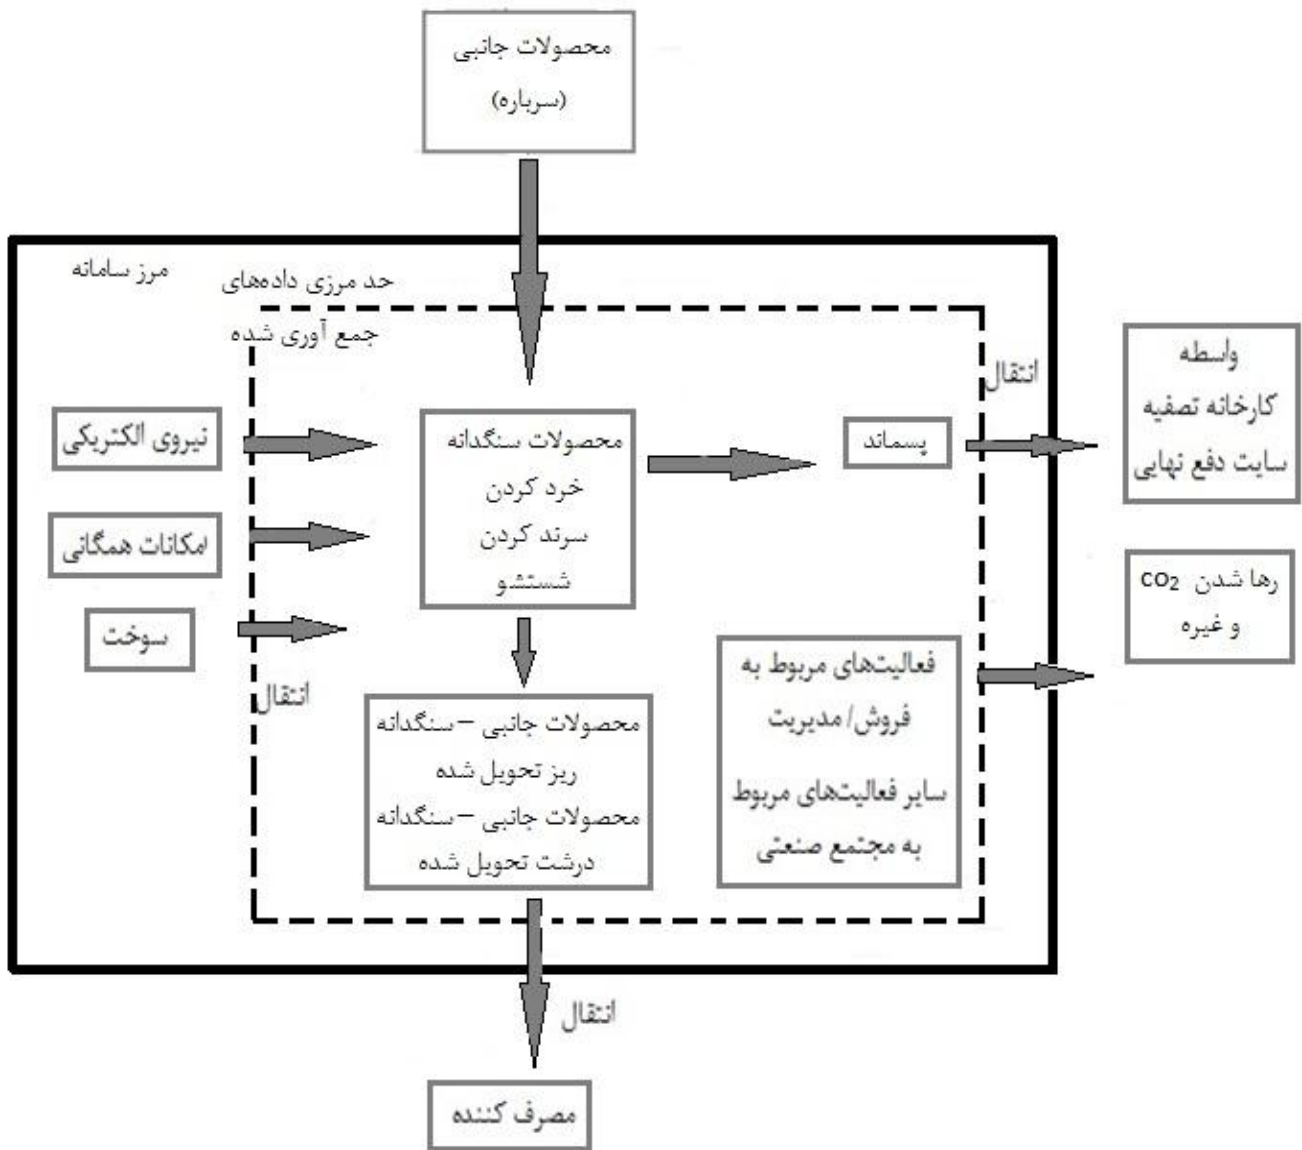 محصولات جانبی
(سرباره)
مرز سامانه
حد مرزی داده‌های
جمع آوری شده
نیروی الکتریکی
امکانات همگانی
سوخت
انتقال
محصولات سنگدانه
خرد کردن
سرند کردن
شستشو
پسماند
انتقال
واسطه
کارخانه تصفیه
سایت دفع نهایی
رها شدن co₂
و غیره
محصولات جانبی – سنگدانه
ریز تحویل شده
محصولات جانبی – سنگدانه
درشت تحویل شده
فعالیت‌های مربوط به
فروش/ مدیریت
سایر فعالیت‌های مربوط
به مجتمع صنعتی
انتقال
مصرف کننده